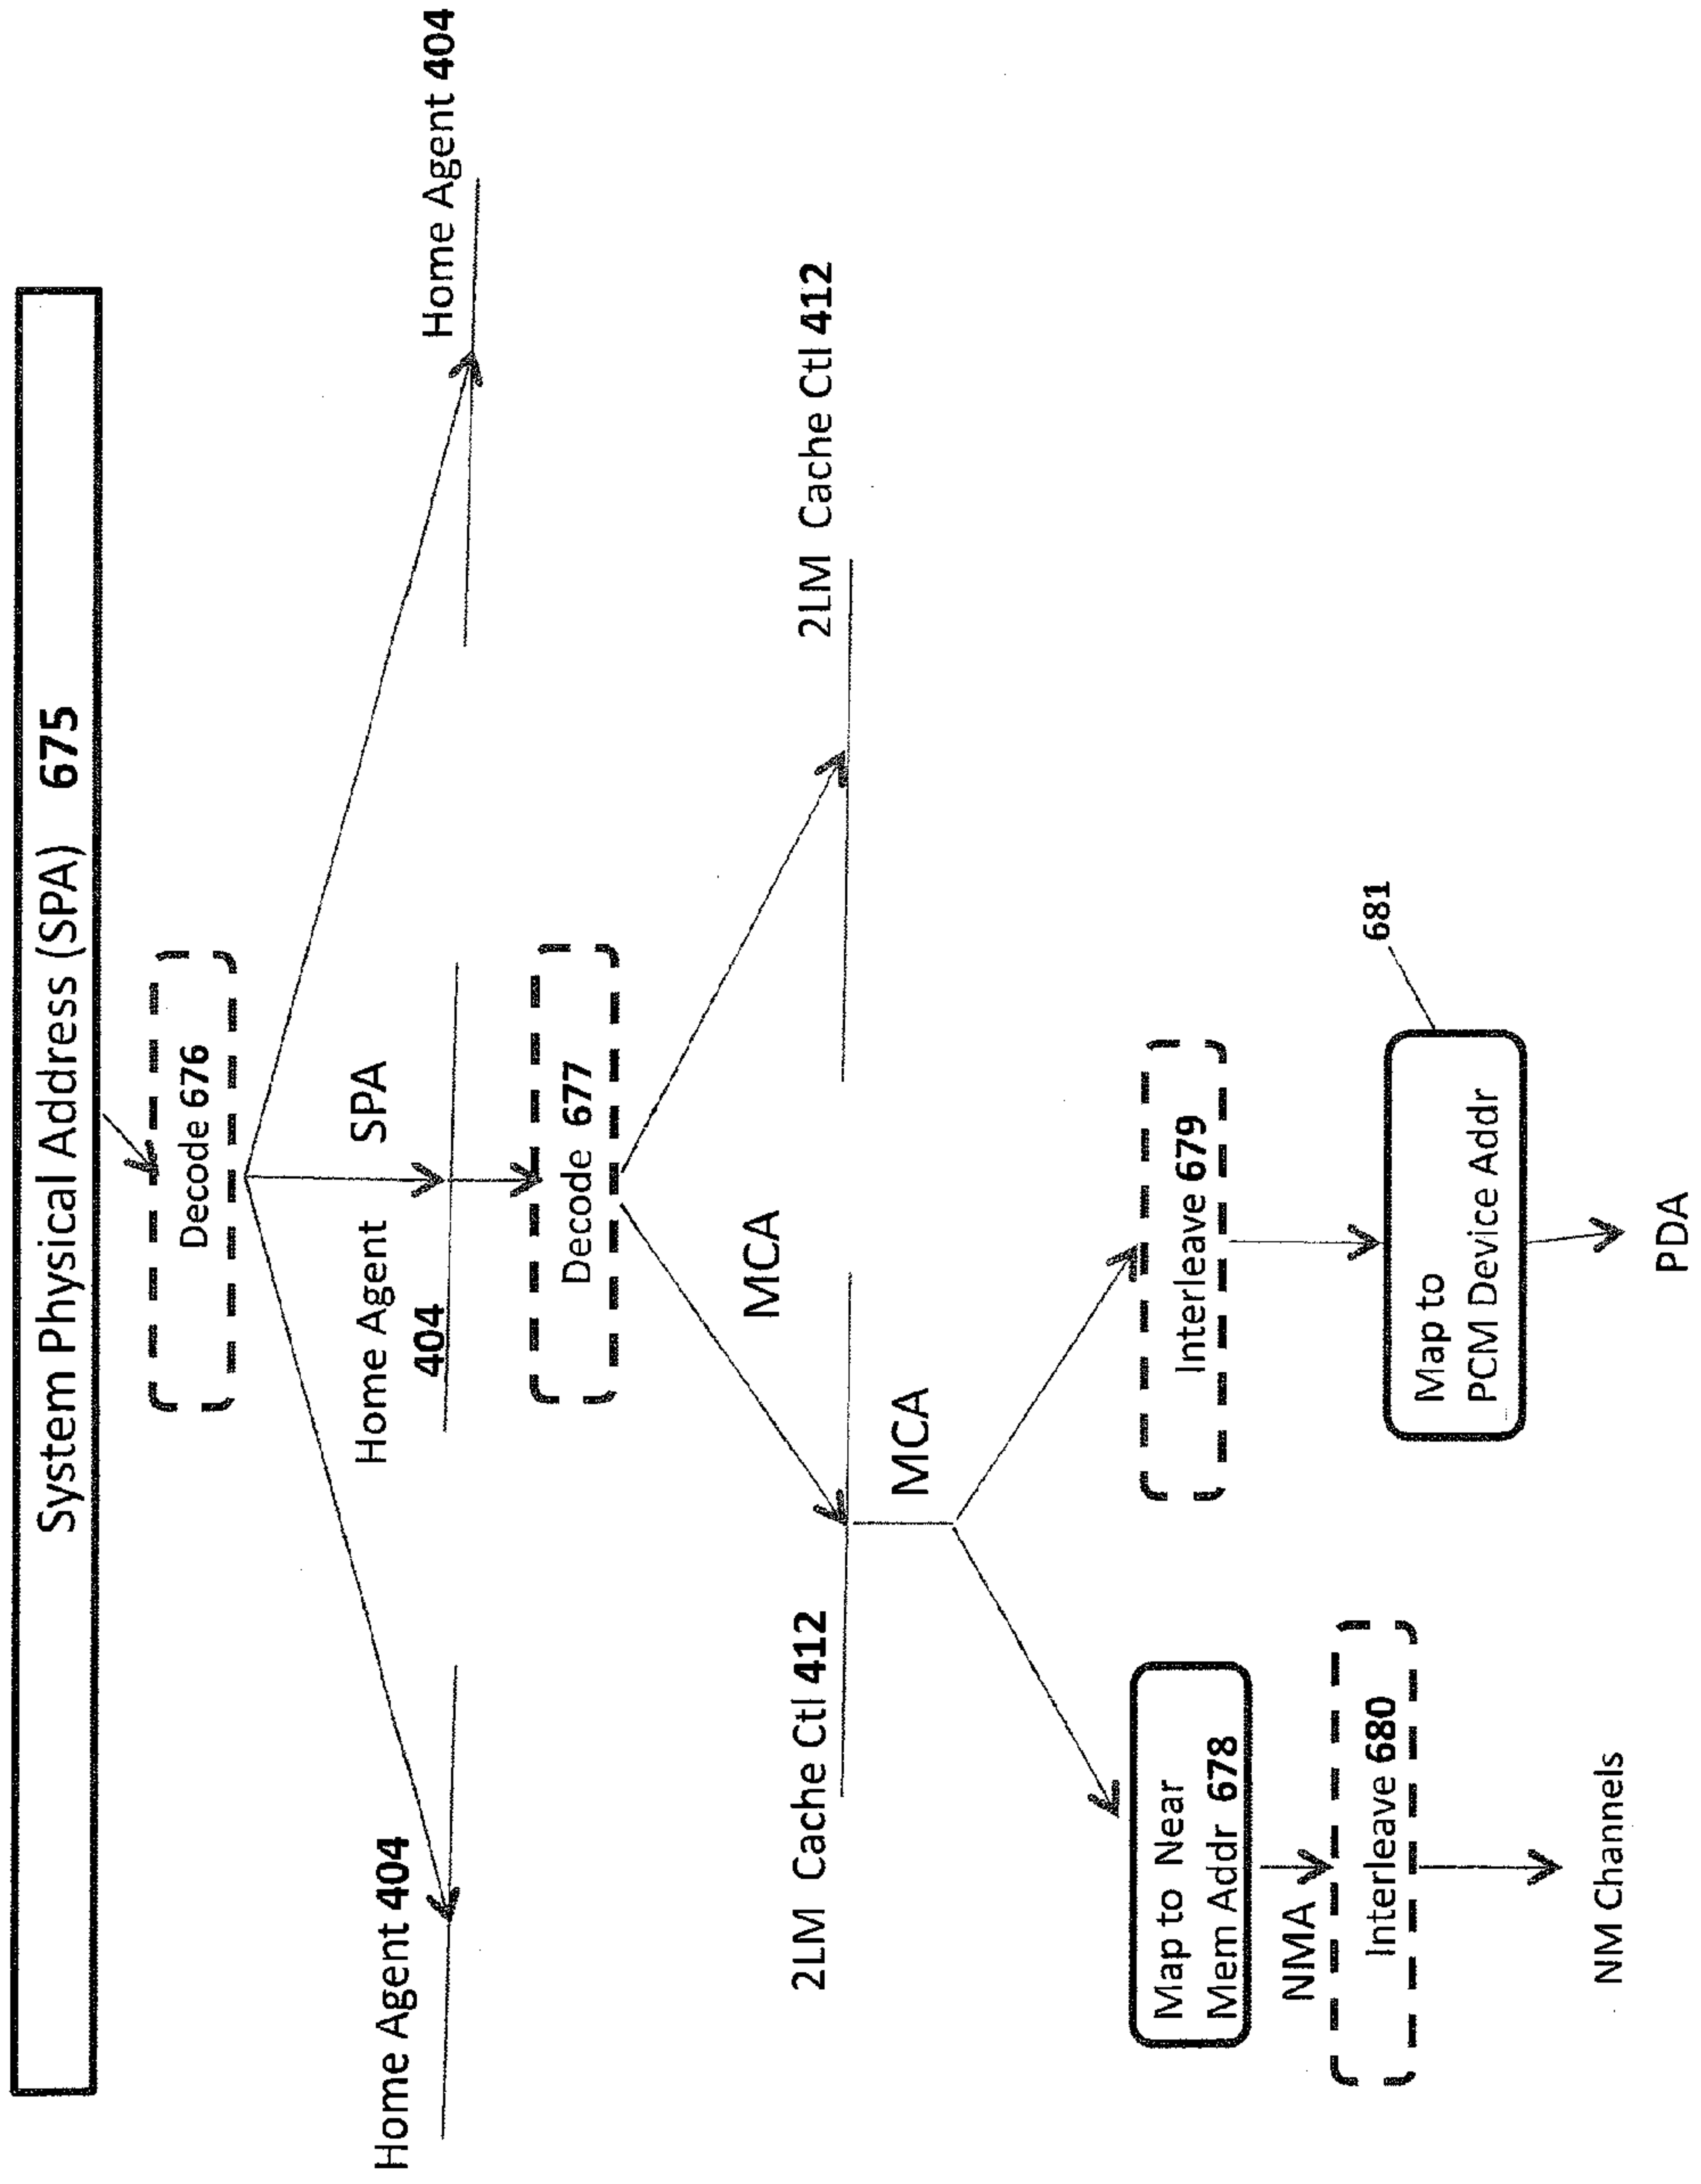 System Physical Address (SPA) 675
Decode 676
Home Agent 404
Home Agent
404
SPA
Home Agent 404
Decode 677
MCA
2LM Cache Ctl 412
2LM Cache Ctl 412
MCA
Map to Near
Mem Addr 678
NMA
Interleave 680
NM Channels
Interleave 679
681
Map to
PCM Device Addr
PDA